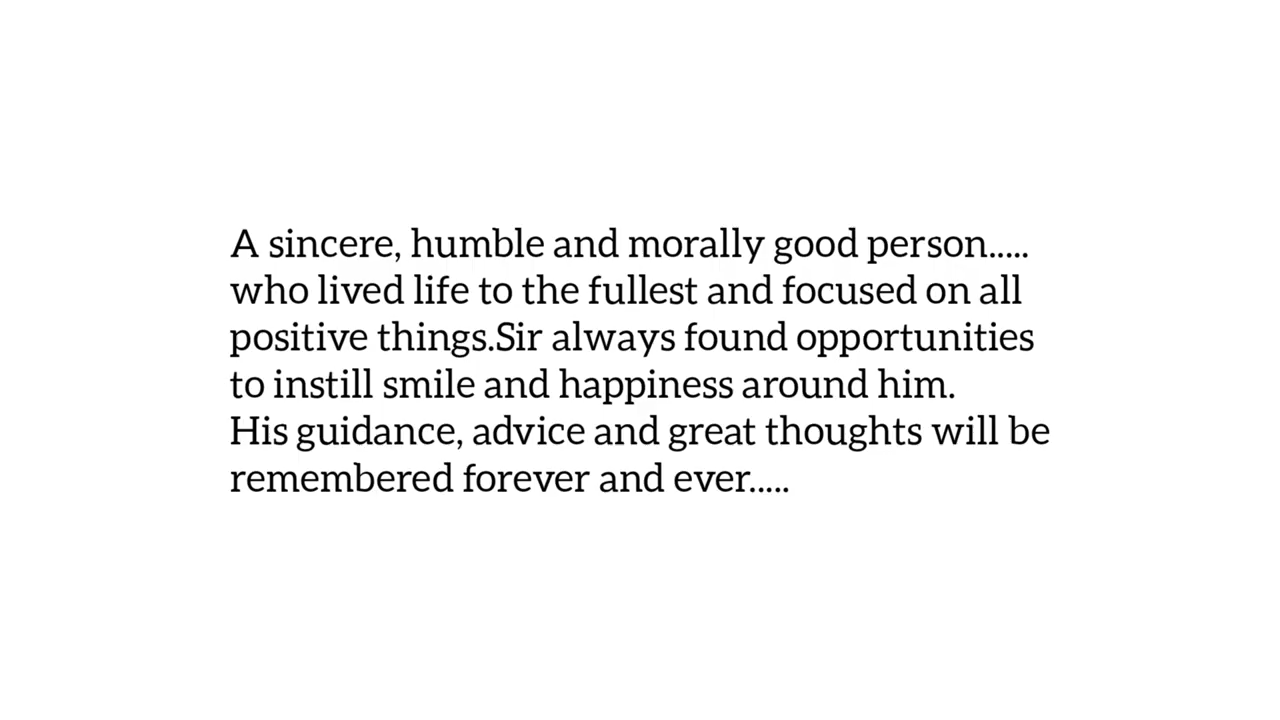 A sincere, humble and morally good person.....
who lived life to the fullest and focused on all
positive things.Sir always found opportunities
to instill smile and happiness around him.
His guidance, advice and great thoughts will be
remembered forever and ever.....